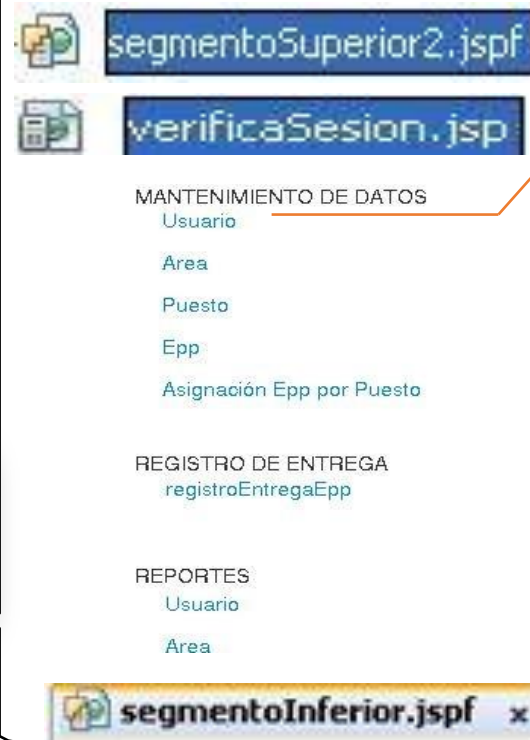 segmentoSuperior2.jspf
verificaSesion.jsp
MANTENIMIENTO DE DATOS
Usuario
Area
Puesto
Epp
Asignación Epp por Puesto
REGISTRO DE ENTREGA
registroEntregaEpp
REPORTES
Usuario
Area
segmentoInferior.jspf x